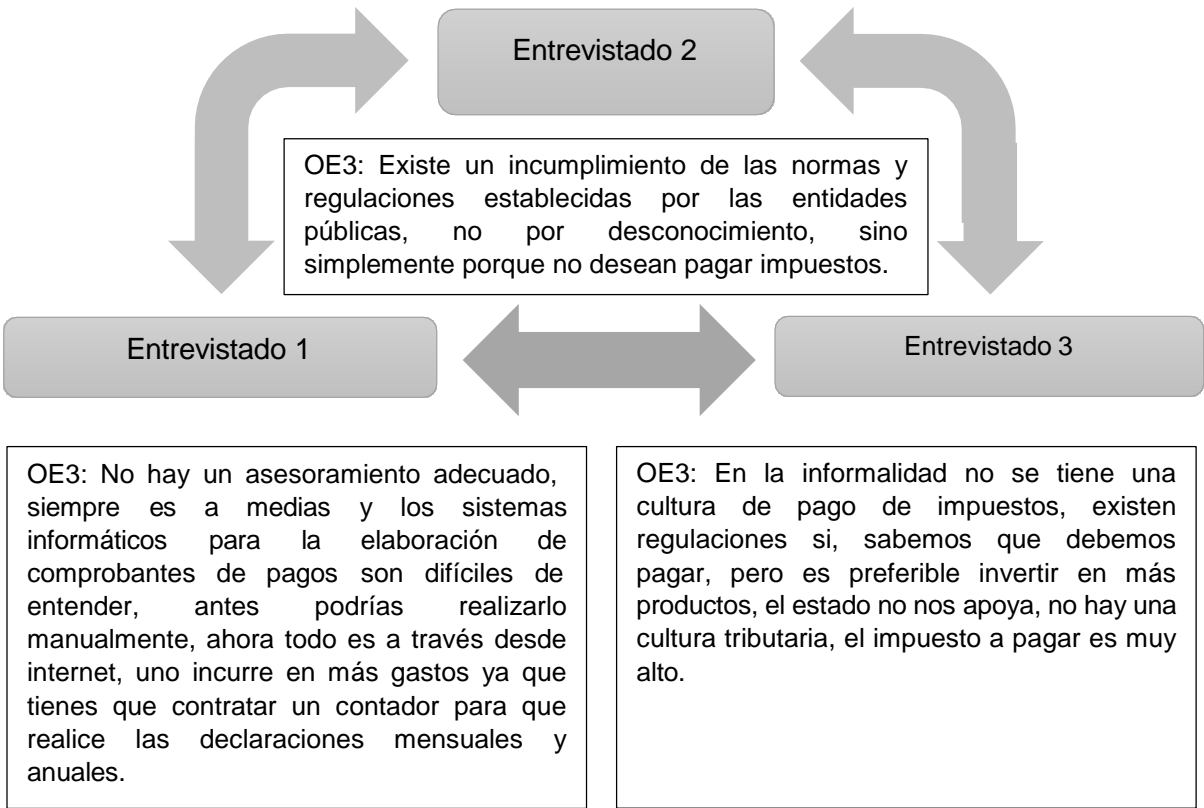 Entrevistado 2
OE3: Existe un incumplimiento de las normas y
regulaciones establecidas por las entidades
públicas, no por desconocimiento, sino
simplemente porque no desean pagar impuestos.
Entrevistado 1
Entrevistado 3
OE3: No hay un asesoramiento adecuado,
siempre es a medias y los sistemas
informáticos para la elaboración de
comprobantes de pagos son difíciles de
entender, antes podrías realizarlo
manualmente, ahora todo es a través desde
internet, uno incurre en más gastos ya que
tienes que contratar un contador para que
realice las declaraciones mensuales y
anuales.
OE3: En la informalidad no se tiene una
cultura de pago de impuestos, existen
regulaciones si, sabemos que debemos
pagar, pero es preferible invertir en más
productos, el estado no nos apoya, no hay una
cultura tributaria, el impuesto a pagar es muy
alto.